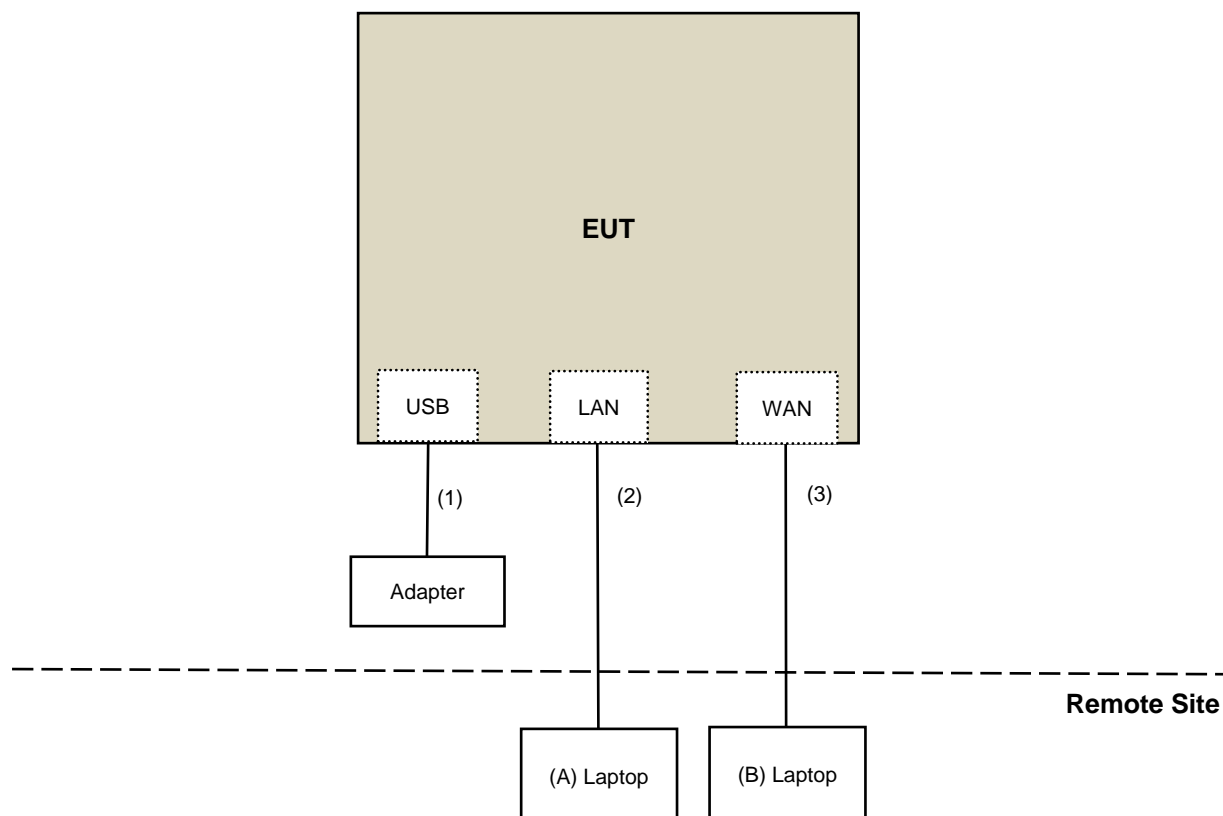 EUT
USB
LAN
WAN
(1)
(2)
(3)
Adapter
Remote Site
(A) Laptop
(B) Laptop